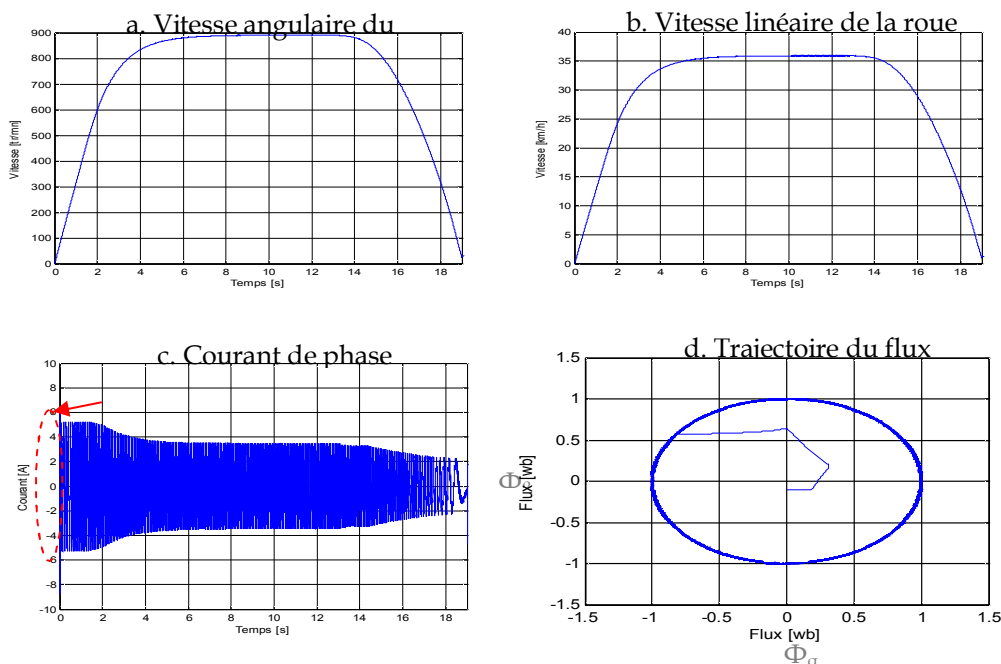 a. Vitesse angulaire du
900
800
700
600
500
400
300
200
100
0
Vitesse [tr/mn]
0 2 4 6 8 10 12 14 16 18
Temps [s]
b. Vitesse linéaire de la roue
40
35
30
25
20
15
10
5
0
Vitesse [km/h]
0 2 4 6 8 10 12 14 16 18
Temps [s]
c. Courant de phase
10
8
6
4
2
0
-2
-4
-6
-8
-10
Courant [A]
0 2 4 6 8 10 12 14 16 18
Temps [s]
d. Trajectoire du flux
1.5
1
0.5
0
-0.5
-1
-1.5
Φ
Flux [wb]
-1.5 -1 -0.5 0 0.5 1 1.5
Flux [wb]